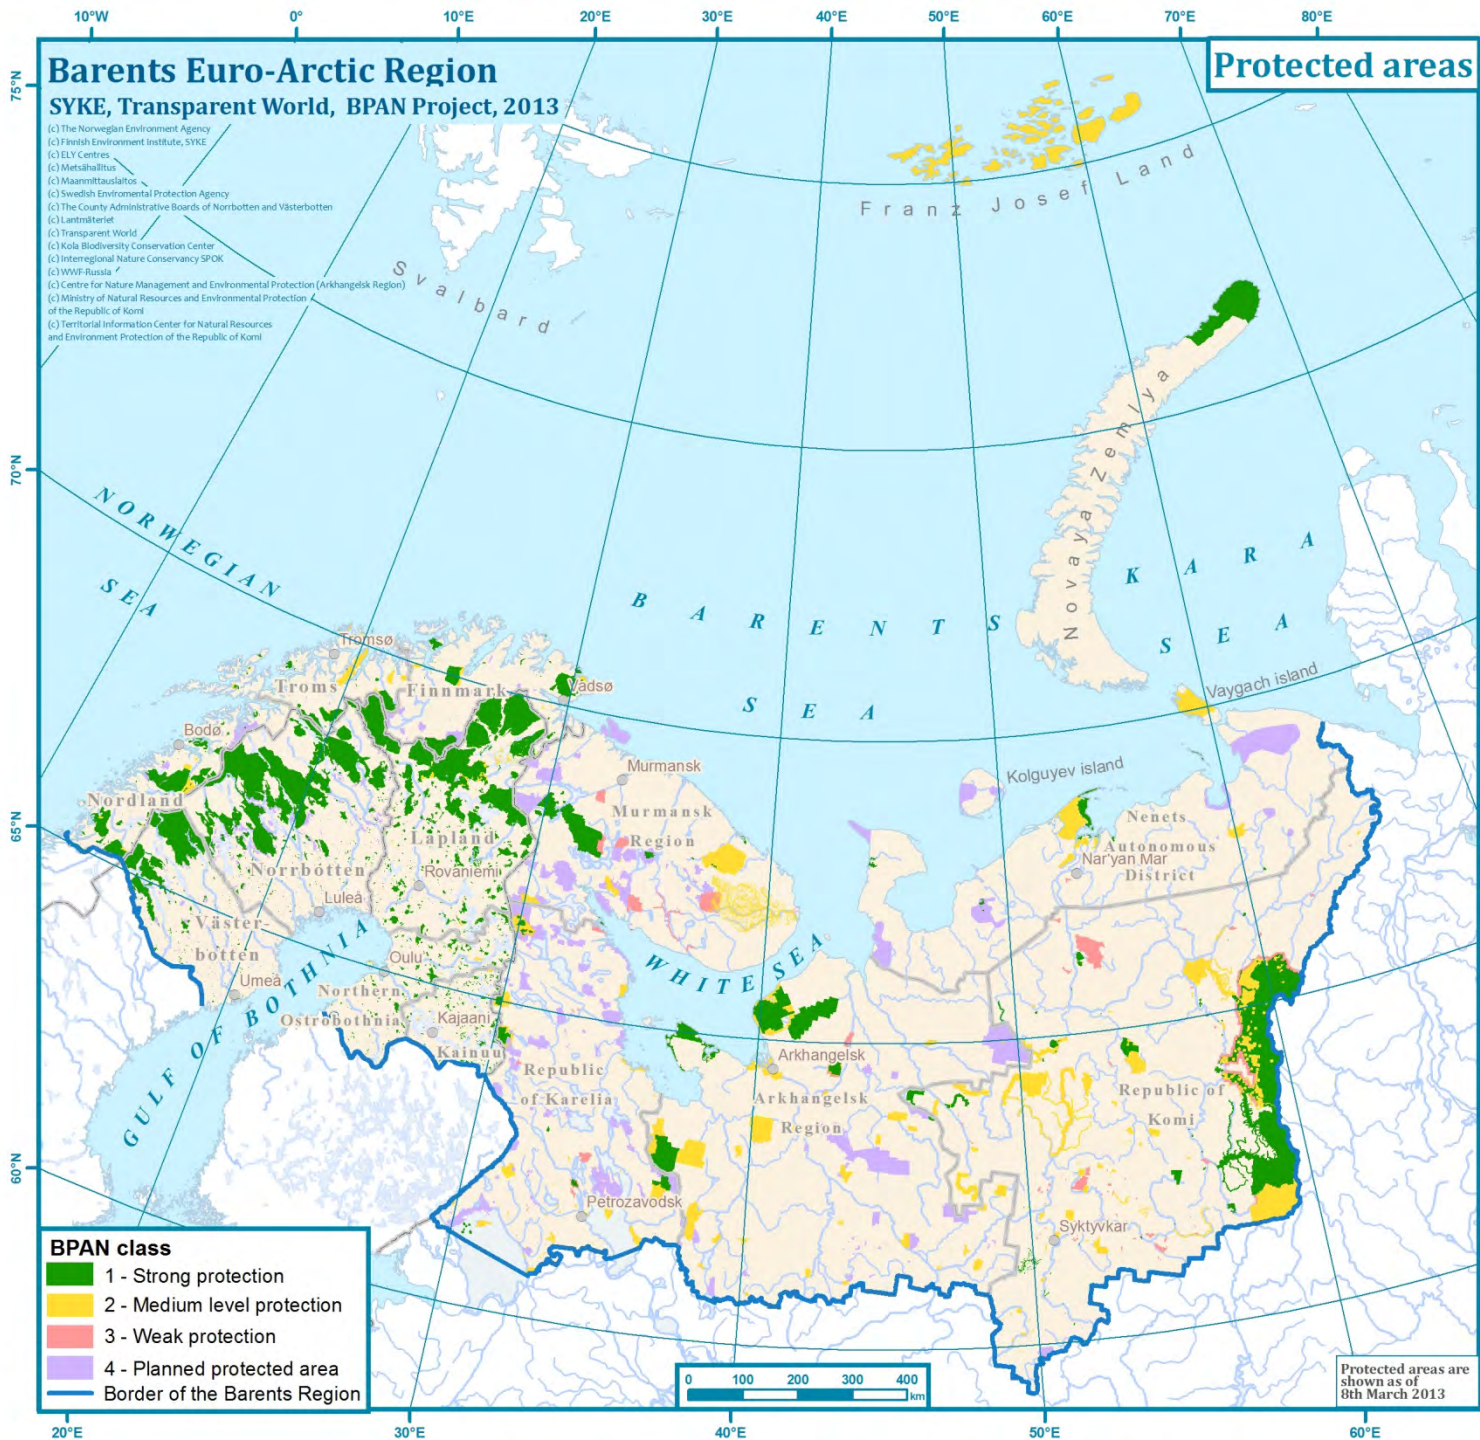 10°W 0° 10°E 20°E 30°E 40°E 50°E 60°E 70°E 80°E
Barents Euro-Arctic Region
SYKE, Transparent World, BPAN Project, 2013
Protected areas
(c) The Norwegian Environment Agency
(c) Finnish Environment Institute, SYKE
(c) ELY Centres
(c) Metsähallitus
(c) Maanmittauslaitos
(c) Swedish Enviromental Protection Agency
(c) The County Administrative Boards of Norrbotten and Västerbotten
(c) Lantmäteriet
(c) Transparent World
(c) Kola Biodiversity Conservation Center
(c) Interregional Nature Conservancy SPOK
(c) WWF-Russia
(c) Centre for Nature Management and Environmental Protection (Arkhangelsk Region)
(c) Ministry of Natural Resources and Environmental Protection
of the Republic of Komi
(c) Territorial Information Center for Natural Resources
and Environment Protection of the Republic of Komi
75°N
70°N
65°N
60°N
Franz Josef Land
Svalbard
Novaya Zemlya
NORWEGIAN
SEA
BARENTS
SEA
KARA
SEA
Vaygach island
Kolguyev island
Tromsø
Troms
Finnmark
Vadsø
Bodø
Nordland
Murmansk
Murmansk
Region
Lapland
Rovaniemi
Norrbotten
Luleå
Väster
botten
Umeå
Oulu
Northern
Ostrobothnia
Kajaani
Kainuu
GULF OF BOTHNIA
WHITE SEA
Nenets
Autonomous
District
Nar'yan Mar
Arkhangelsk
Arkhangelsk
Region
Republic
of Karelia
Petrozavodsk
Republic of
Komi
Syktyvkar
BPAN class
1 - Strong protection
2 - Medium level protection
3 - Weak protection
4 - Planned protected area
Border of the Barents Region
0 100 200 300 400
km
Protected areas are
shown as of
8th March 2013
20°E 30°E 40°E 50°E 60°E